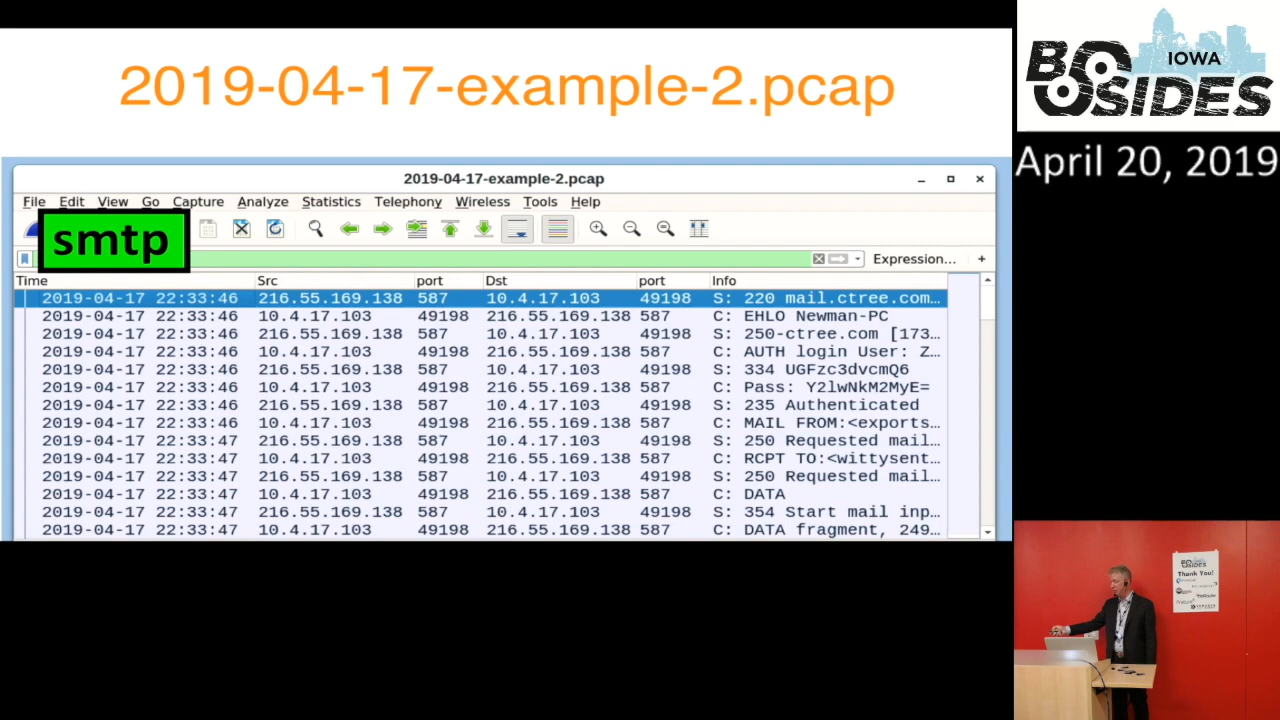 2019-04-17-example-2.pcap
2019-04-17-example-2.pcap
File Edit View Go Capture Analyze Statistics Telephony Wireless Tools Help
smtp
Expression… +
Time Src port Dst port Info
2019-04-17 22:33:46 216.55.169.138 587 10.4.17.103 49198 S: 220 mail.ctree.com…
2019-04-17 22:33:46 10.4.17.103 49198 216.55.169.138 587 C: EHLO Newman-PC
2019-04-17 22:33:46 216.55.169.138 587 10.4.17.103 49198 S: 250-ctree.com [173…
2019-04-17 22:33:46 10.4.17.103 49198 216.55.169.138 587 C: AUTH login User: Z…
2019-04-17 22:33:46 216.55.169.138 587 10.4.17.103 49198 S: 334 UGFzc3dvcmQ6
2019-04-17 22:33:46 10.4.17.103 49198 216.55.169.138 587 C: Pass: Y2lwNkM2MyE=
2019-04-17 22:33:46 216.55.169.138 587 10.4.17.103 49198 S: 235 Authenticated
2019-04-17 22:33:46 10.4.17.103 49198 216.55.169.138 587 C: MAIL FROM:<exports…
2019-04-17 22:33:47 216.55.169.138 587 10.4.17.103 49198 S: 250 Requested mail…
2019-04-17 22:33:47 10.4.17.103 49198 216.55.169.138 587 C: RCPT TO:<wittysent…
2019-04-17 22:33:47 216.55.169.138 587 10.4.17.103 49198 S: 250 Requested mail…
2019-04-17 22:33:47 10.4.17.103 49198 216.55.169.138 587 C: DATA
2019-04-17 22:33:47 216.55.169.138 587 10.4.17.103 49198 S: 354 Start mail inp…
2019-04-17 22:33:47 10.4.17.103 49198 216.55.169.138 587 C: DATA fragment, 249…
BSIDES
IOWA
April 20, 2019
BSIDES
Thank You!